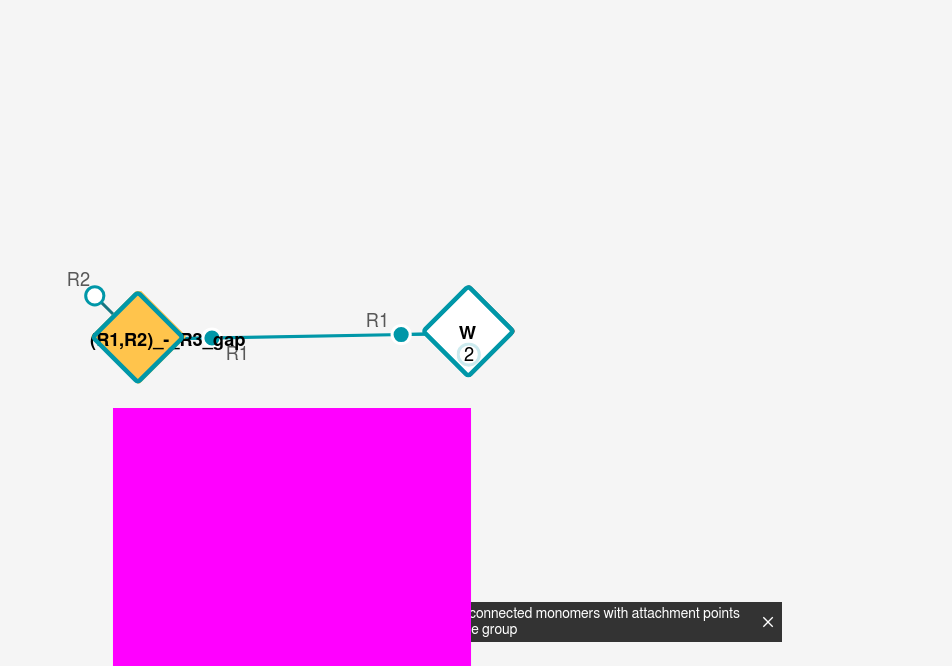 R2
R1
W
(R1,R2)_-_R3_gap
R1
2
connected monomers with attachment points
group